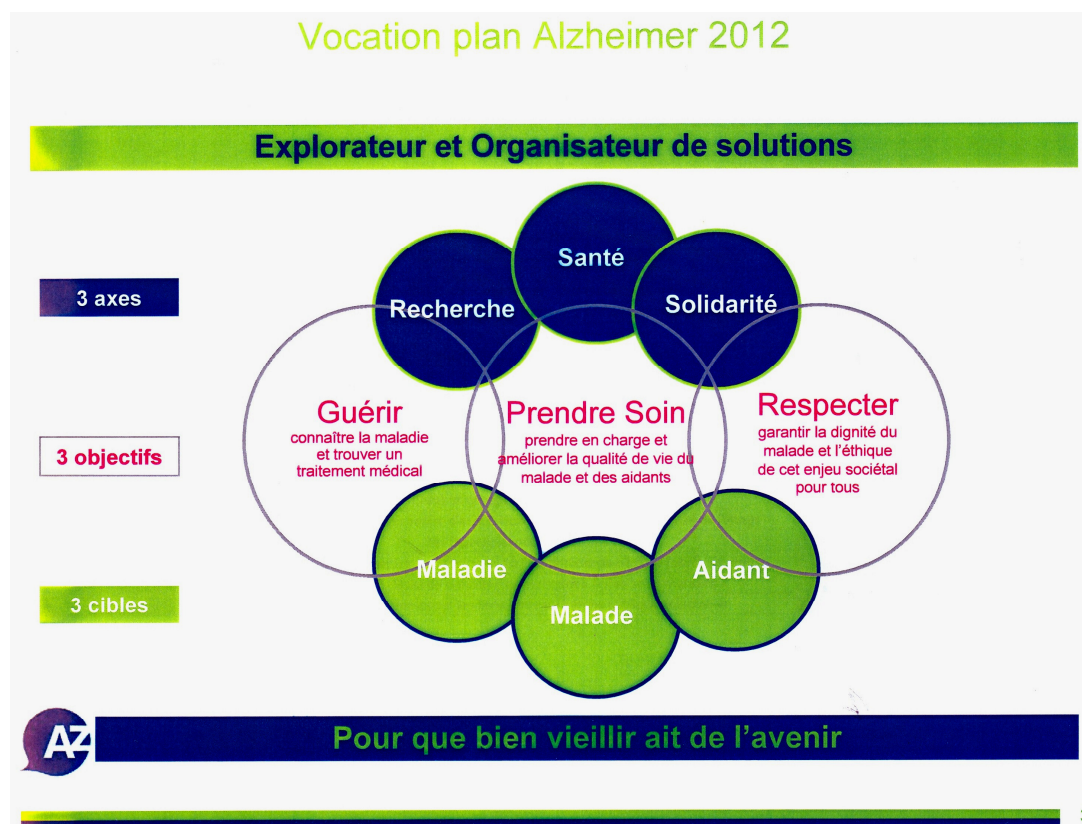 Vocation plan Alzheimer 2012
Explorateur et Organisateur de solutions
3 axes
Recherche
Santé
Solidarité
3 objectifs
Guérir
connaître la maladie
et trouver un
traitement médical
Prendre Soin
prendre en charge et
améliorer la qualité de vie du
malade et des aidants
Respecter
garantir la dignité du
malade et l'éthique
de cet enjeu sociétal
pour tous
3 cibles
Maladie
Malade
Aidant
AZ
Pour que bien vieillir ait de l'avenir